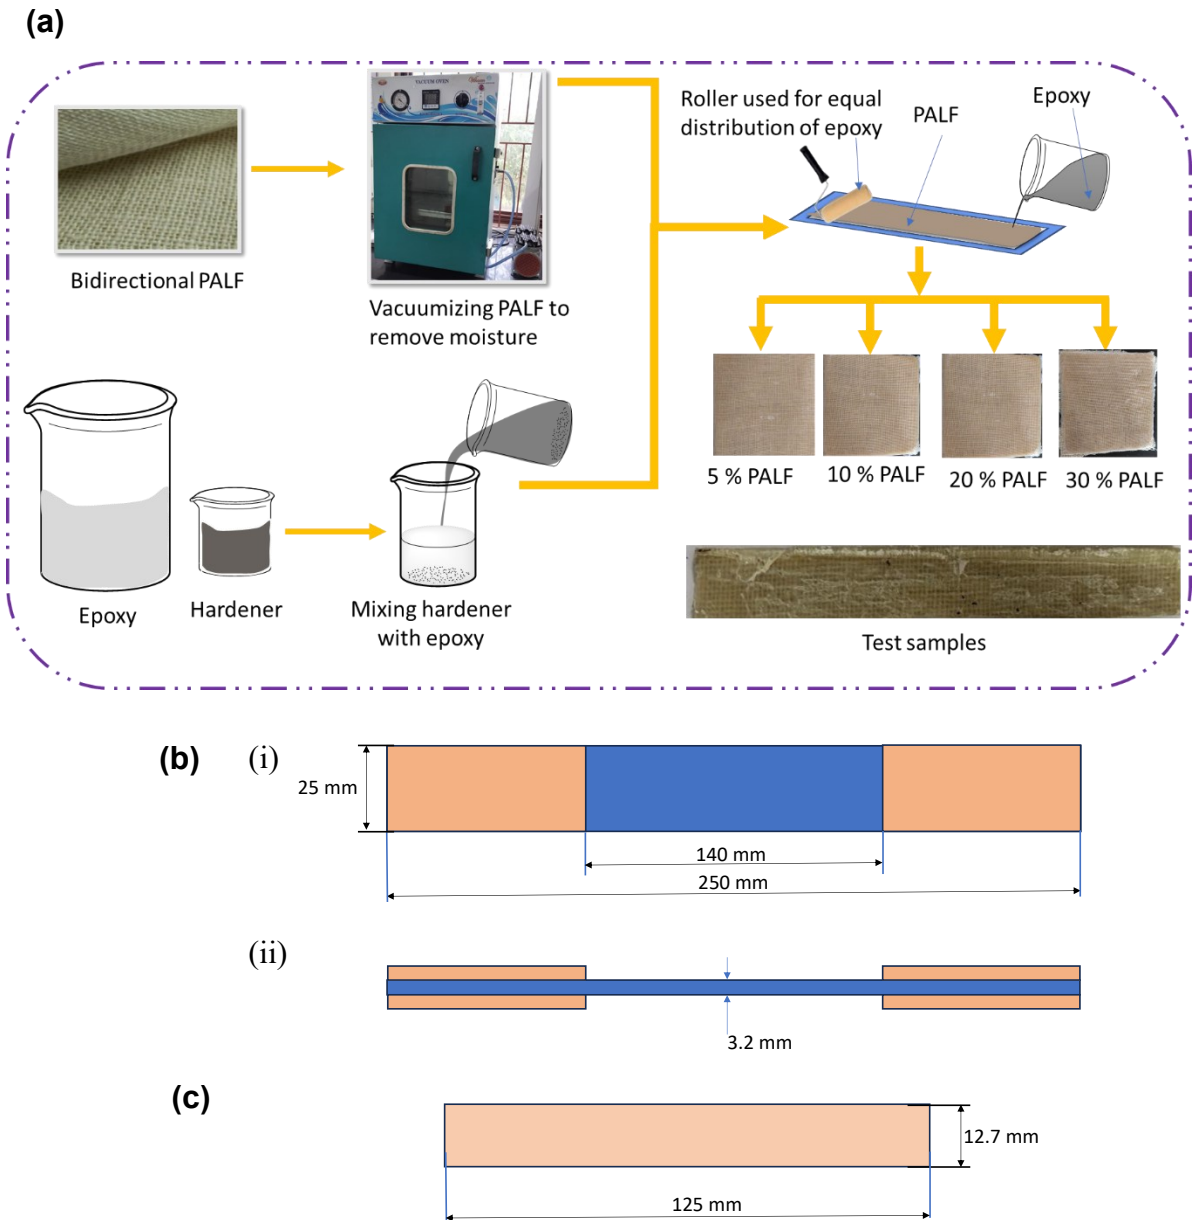 (a)
Roller used for equal
distribution of epoxy
PALF
Epoxy
VACUUM OVEN
Bidirectional PALF
Vacuumizing PALF to
remove moisture
5 % PALF
10 % PALF
20 % PALF
30 % PALF
Epoxy
Hardener
Mixing hardener
with epoxy
Test samples
(b)
(i)
25 mm
140 mm
250 mm
(ii)
3.2 mm
(c)
12.7 mm
125 mm